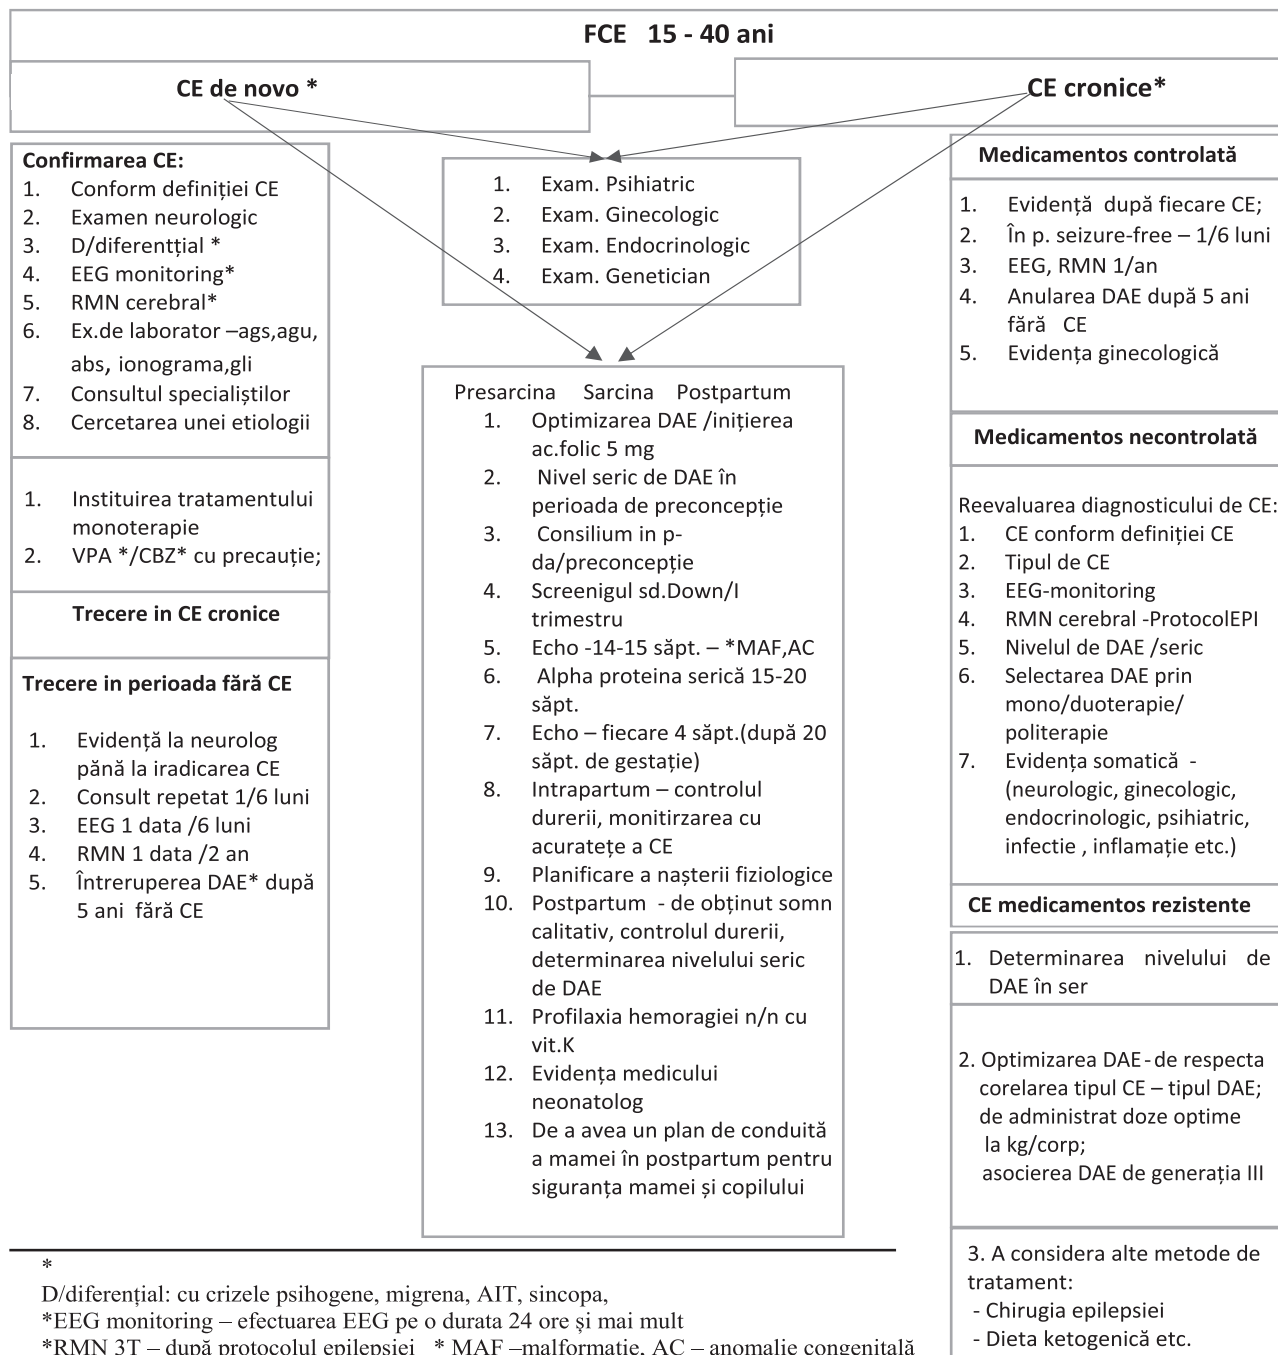 FCE 15 - 40 ani
CE de novo *
CE cronice*
Confirmarea CE:
1. Conform definiției CE
2. Examen neurologic
3. D/diferențtial *
4. EEG monitoring*
5. RMN cerebral*
6. Ex.de laborator –ags,agu,
abs, ionograma,gli
7. Consultul specialiștilor
8. Cercetarea unei etiologii
1. Instituirea tratamentului
monoterapie
2. VPA */CBZ* cu precauție;
Trecere in CE cronice
Trecere in perioada fără CE
1. Evidență la neurolog
pănă la iradicarea CE
2. Consult repetat 1/6 luni
3. EEG 1 data /6 luni
4. RMN 1 data /2 an
5. Întreruperea DAE* după
5 ani fără CE
1. Exam. Psihiatric
2. Exam. Ginecologic
3. Exam. Endocrinologic
4. Exam. Genetician
Presarcina Sarcina Postpartum
1. Optimizarea DAE /inițierea
ac.folic 5 mg
2. Nivel seric de DAE în
perioada de preconcepție
3. Consilium in p-
da/preconcepție
4. Screenigul sd.Down/I
trimestru
5. Echo -14-15 săpt. – *MAF,AC
6. Alpha proteina serică 15-20
săpt.
7. Echo – fiecare 4 săpt.(după 20
săpt. de gestație)
8. Intrapartum – controlul
durerii, monitirzarea cu
acuratețe a CE
9. Planificare a nașterii fiziologice
10. Postpartum - de obținut somn
calitativ, controlul durerii,
determinarea nivelului seric
de DAE
11. Profilaxia hemoragiei n/n cu
vit.K
12. Evidența medicului
neonatolog
13. De a avea un plan de conduită
a mamei în postpartum pentru
siguranța mamei și copilului
Medicamentos controlată
1. Evidență după fiecare CE;
2. În p. seizure-free – 1/6 luni
3. EEG, RMN 1/an
4. Anularea DAE după 5 ani
fără CE
5. Evidența ginecologică
Medicamentos necontrolată
Reevaluarea diagnosticului de CE:
1. CE conform definiției CE
2. Tipul de CE
3. EEG-monitoring
4. RMN cerebral -ProtocolEPI
5. Nivelul de DAE /seric
6. Selectarea DAE prin
mono/duoterapie/
politerapie
7. Evidența somatică -
(neurologic, ginecologic,
endocrinologic, psihiatric,
infectie , inflamație etc.)
CE medicamentos rezistente
1. Determinarea nivelului de
DAE în ser
2. Optimizarea DAE - de respecta
corelarea tipul CE – tipul DAE;
de administrat doze optime
la kg/corp;
asocierea DAE de generația III
3. A considera alte metode de
tratament:
- Chirugia epilepsiei
- Dieta ketogenică etc.
*
D/diferențial: cu crizele psihogene, migrena, AIT, sincopa,
*EEG monitoring – efectuarea EEG pe o durata 24 ore și mai mult
*RMN 3T – după protocolul epilepsiei * MAF –malformație, AC – anomalie congenitală